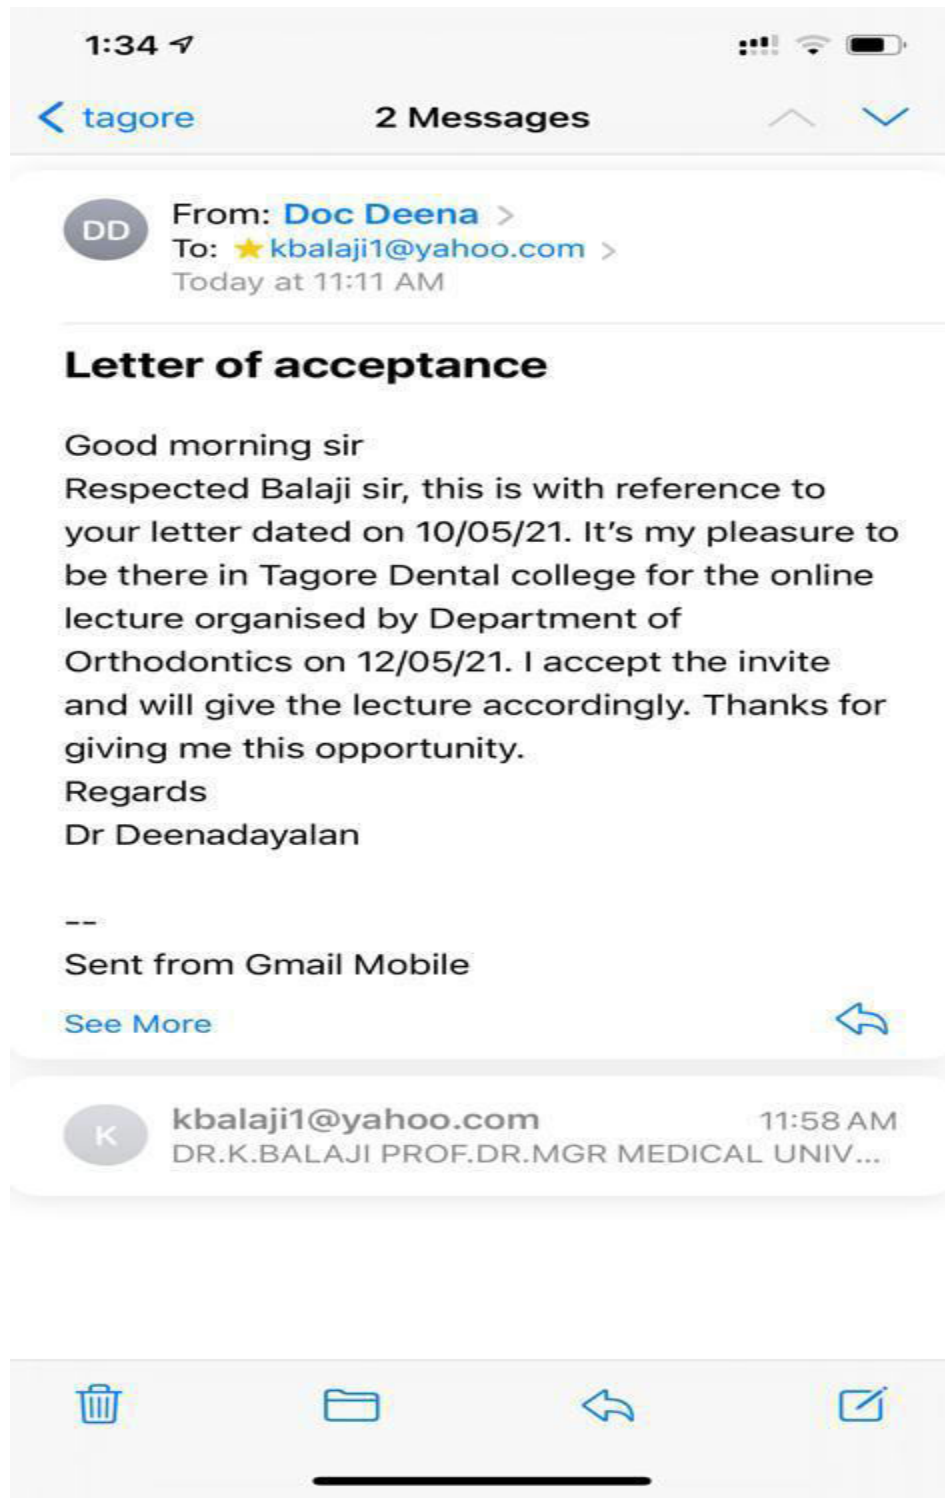 1:34
tagore
2 Messages
DD
From: Doc Deena >
To: kbalaji1@yahoo.com >
Today at 11:11 AM
Letter of acceptance
Good morning sir
Respected Balaji sir, this is with reference to
your letter dated on 10/05/21. It's my pleasure to
be there in Tagore Dental college for the online
lecture organised by Department of
Orthodontics on 12/05/21. I accept the invite
and will give the lecture accordingly. Thanks for
giving me this opportunity.
Regards
Dr Deenadayalan
--
Sent from Gmail Mobile
See More
K
kbalaji1@yahoo.com 11:58 AM
DR.K.BALAJI PROF.DR.MGR MEDICAL UNIV...